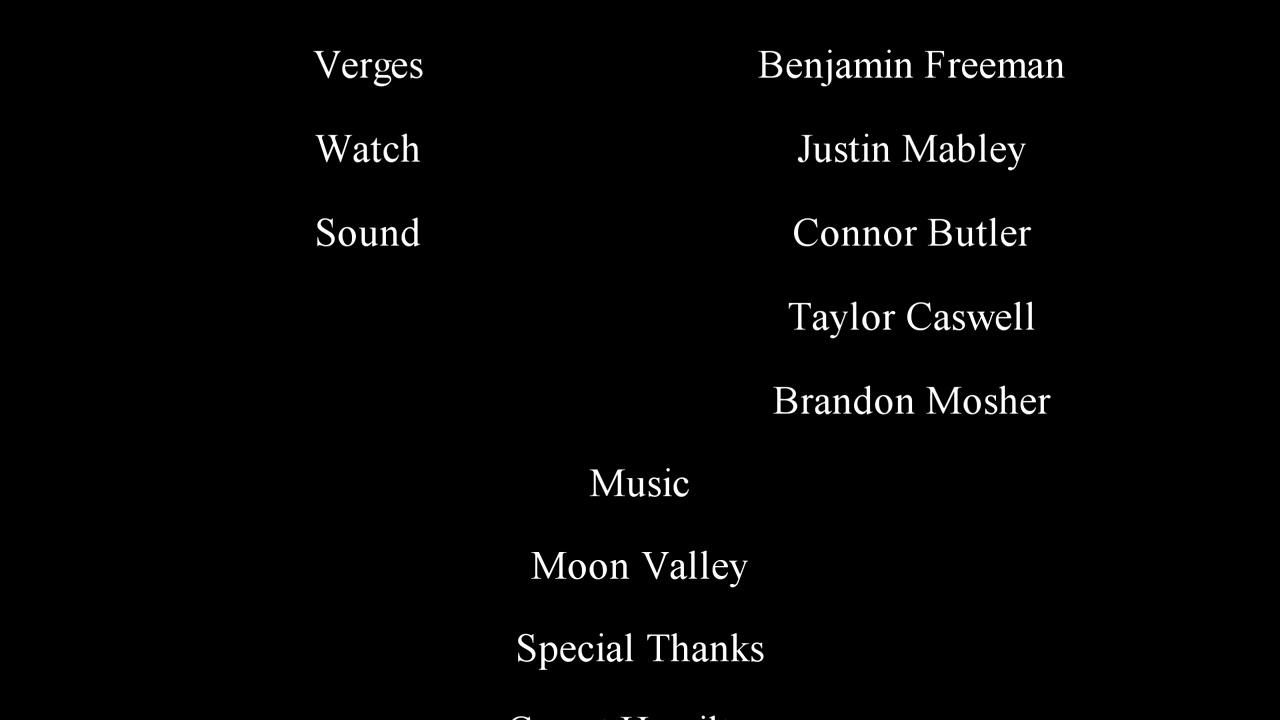 Verges Benjamin Freeman
Watch Justin Mabley
Sound Connor Butler
Taylor Caswell
Brandon Mosher
Music
Moon Valley
Special Thanks